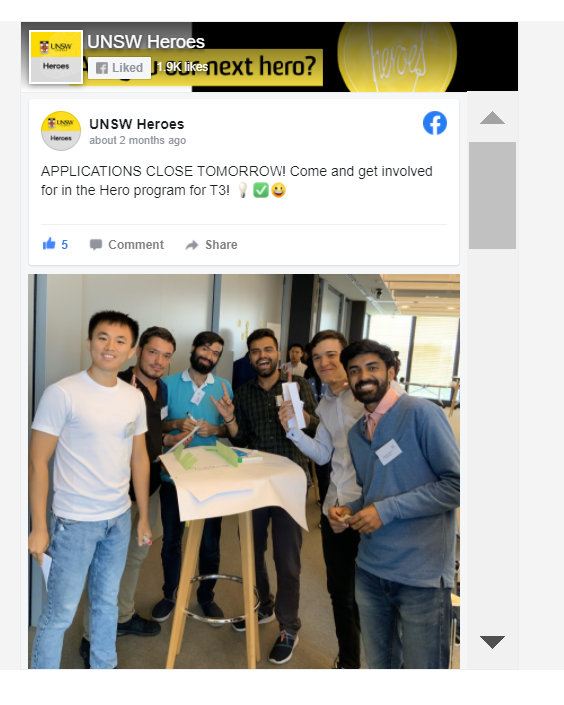 UNSW Heroes
Liked
1.9K likes
next hero?
UNSW
Heroes
heroes
UNSW
Heroes
UNSW Heroes
about 2 months ago
APPLICATIONS CLOSE TOMORROW! Come and get involved
for in the Hero program for T3!
5
Comment
Share